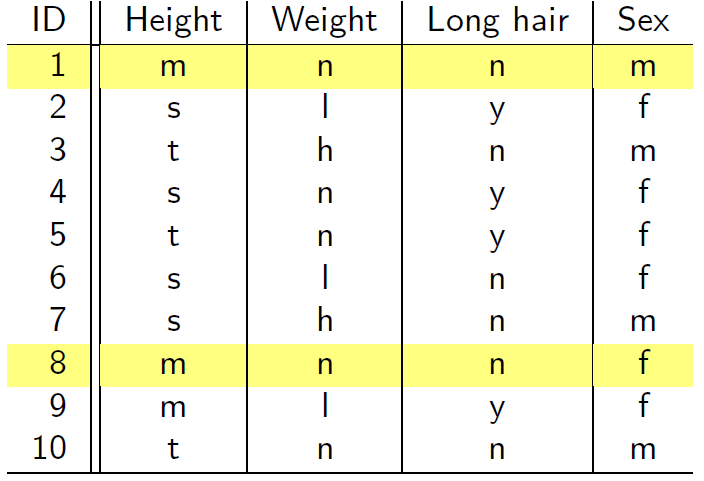 ID Height Weight Long hair Sex
1 m n n m
2 s l y f
3 t h n m
4 s n y f
5 t n y f
6 s l n f
7 s h n m
8 m n n f
9 m l y f
10 t n n m